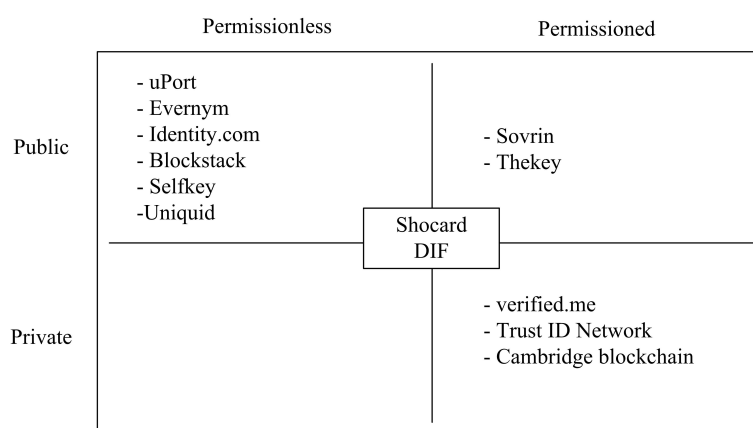 Permissionless
Permissioned
Public
- uPort
- Evernym
- Identity.com
- Blockstack
- Selfkey
-Uniquid
- Sovrin
- Thekey
Shocard
DIF
Private
- verified.me
- Trust ID Network
- Cambridge blockchain